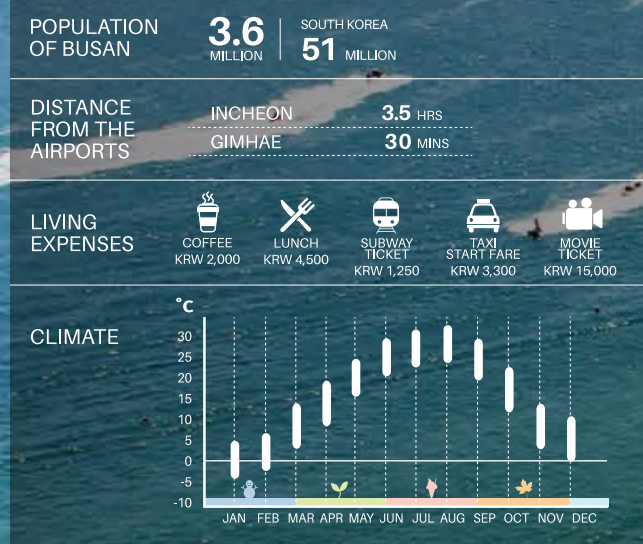 POPULATION
OF BUSAN
3.6
MILLION
SOUTH KOREA
51 MILLION
DISTANCE
FROM THE
AIRPORTS
INCHEON 3.5 HRS
GIMHAE 30 MINS
LIVING
EXPENSES
COFFEE
KRW 2,000
LUNCH
KRW 4,500
SUBWAY
TICKET
KRW 1,250
TAXI
START FARE
KRW 3,300
MOVIE
TICKET
KRW 15,000
CLIMATE
°C
30
25
20
15
10
5
0
-5
-10
JAN FEB MAR APR MAY JUN JUL AUG SEP OCT NOV DEC